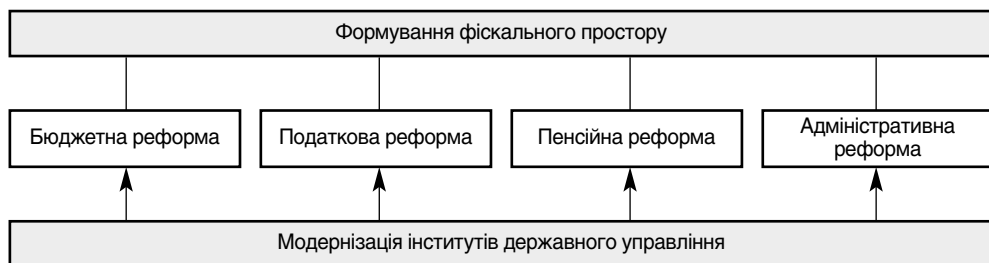 Формування фіскального простору
Бюджетна реформа
Податкова реформа
Пенсійна реформа
Адміністративна
реформа
Модернізація інститутів державного управління